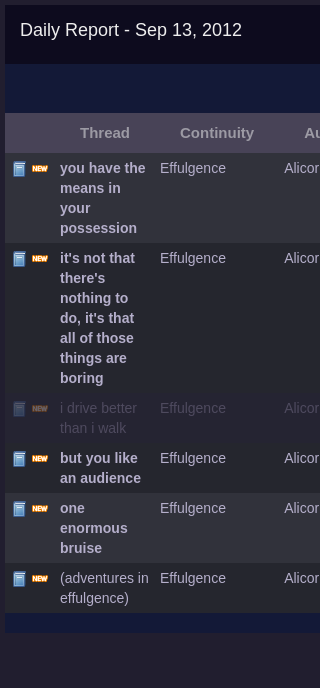 Daily Report - Sep 13, 2012
Thread Continuity Au
NEW you have the Effulgence Alicor
means in
your
possession
NEW it's not that Effulgence Alicor
there's
nothing to
do, it's that
all of those
things are
boring
NEW i drive better Effulgence Alicor
than i walk
NEW but you like Effulgence Alicor
an audience
NEW one Effulgence Alicor
enormous
bruise
NEW (adventures in Effulgence Alicor
effulgence)